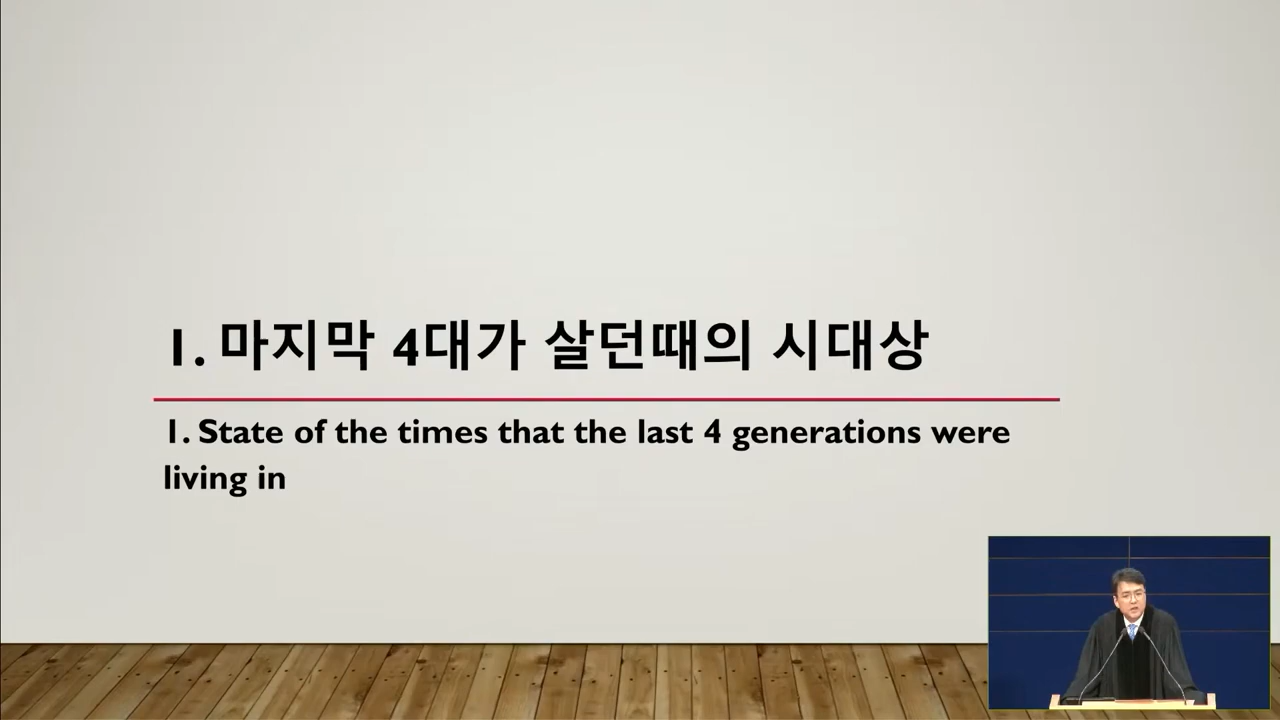 1. 마지막 4대가 살던때의 시대상
1. State of the times that the last 4 generations were
living in